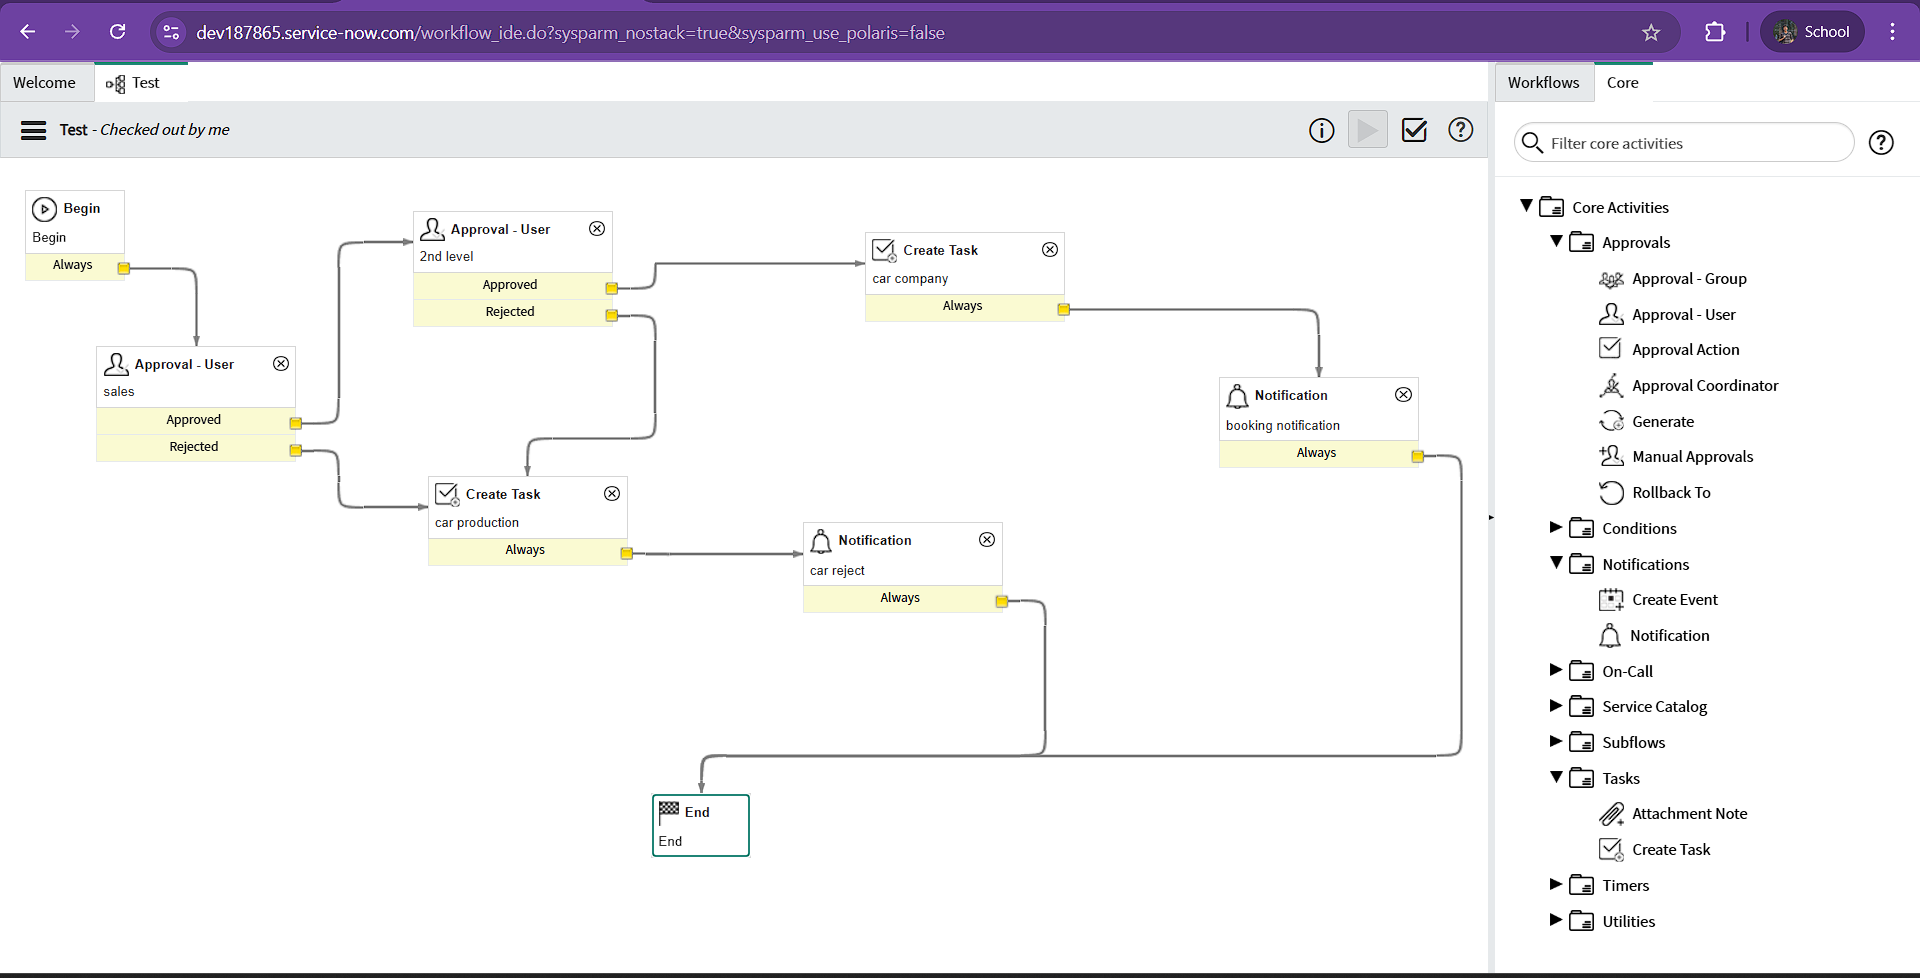 dev187865.service-now.com/workflow_ide.do?sysparm_nostack=true&sysparm_use_polaris=false
School
Welcome
Test
Test - Checked out by me
Begin
Begin
Always
Approval - User
sales
Approved
Rejected
Approval - User
2nd level
Approved
Rejected
Create Task
car company
Always
Notification
booking notification
Always
Create Task
car production
Always
Notification
car reject
Always
End
End
Workflows
Core
Filter core activities
Core Activities
Approvals
Approval - Group
Approval - User
Approval Action
Approval Coordinator
Generate
Manual Approvals
Rollback To
Conditions
Notifications
Create Event
Notification
On-Call
Service Catalog
Subflows
Tasks
Attachment Note
Create Task
Timers
Utilities